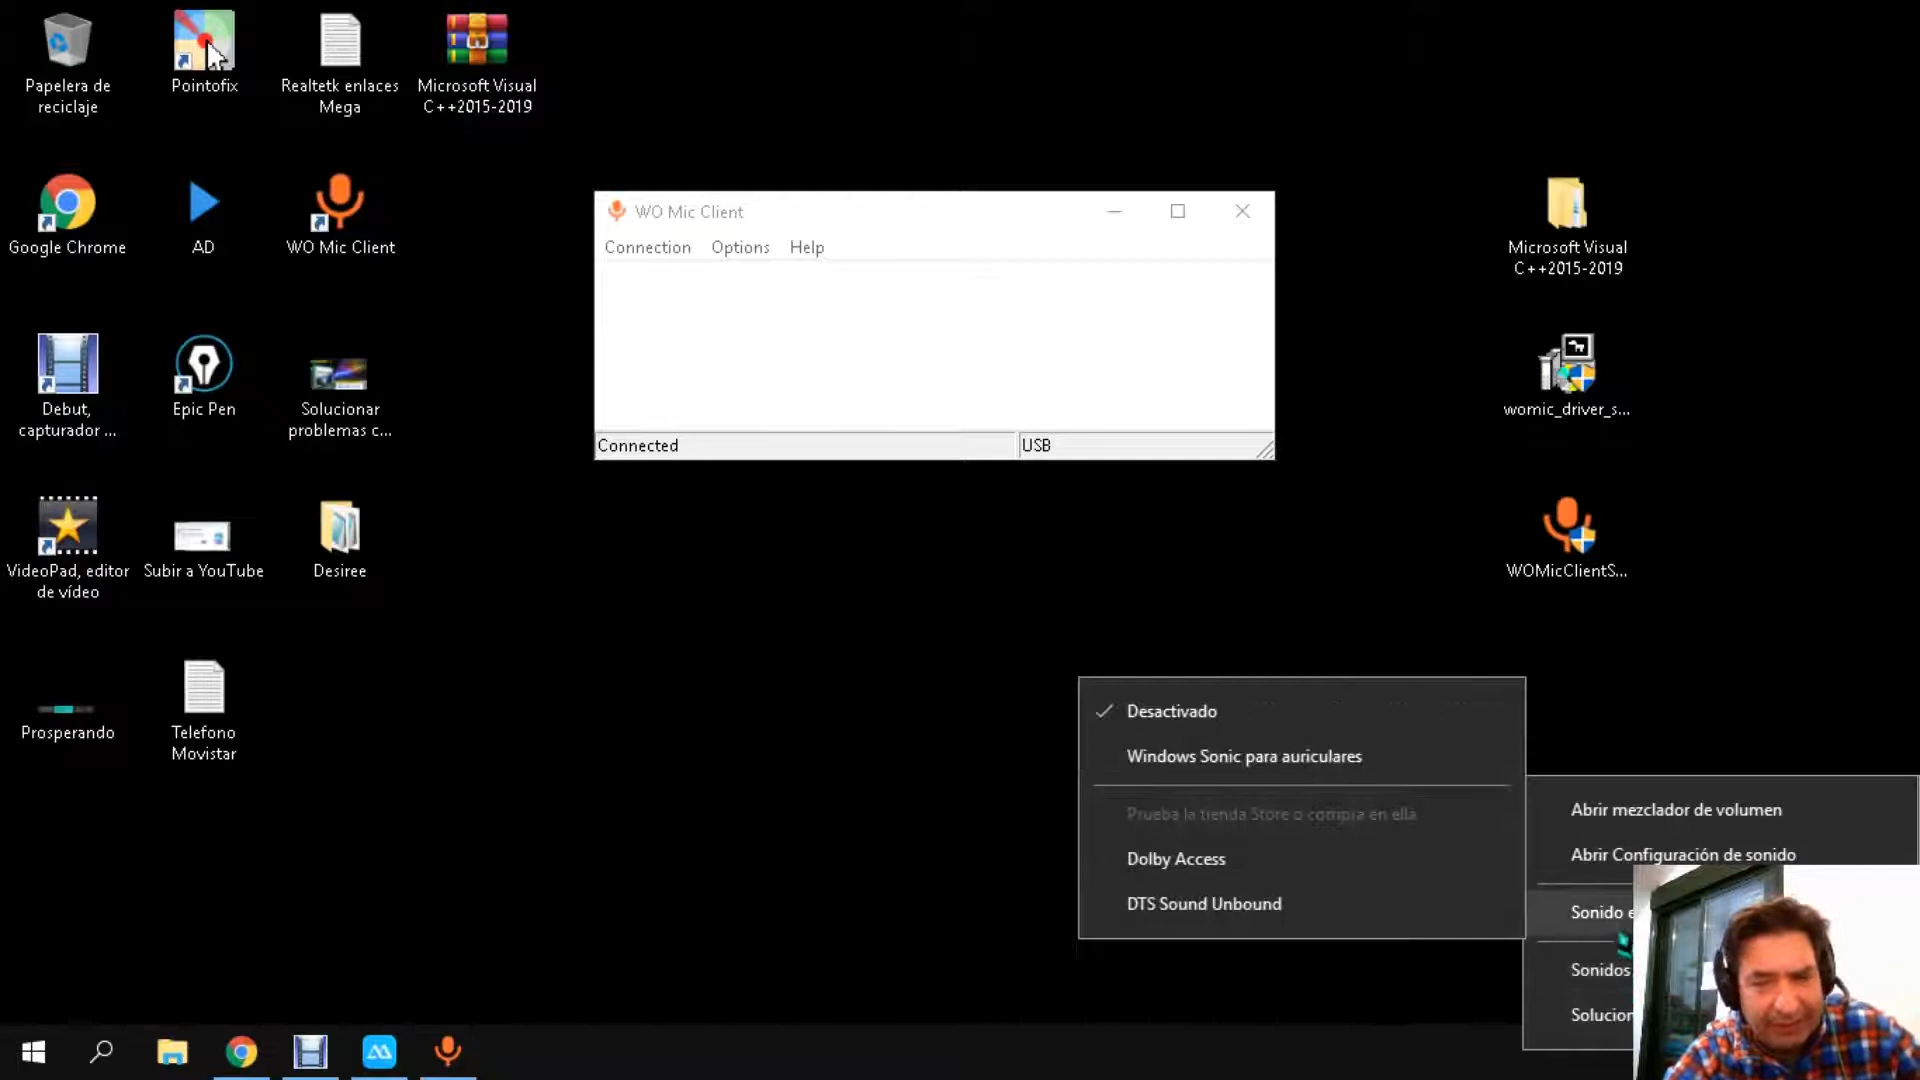 Papelera de
reciclaje
Pointofix
Realtetk enlaces
Mega
Microsoft Visual
C++2015-2019
Google Chrome
AD
WO Mic Client
Debut,
capturador ...
Epic Pen
Solucionar
problemas c...
VideoPad, editor
de vídeo
Subir a YouTube
Desiree
Prosperando
Telefono
Movistar
WO Mic Client
Connection Options Help
Connected USB
Microsoft Visual
C++2015-2019
womic_driver_s...
WOMicClientS...
Desactivado
Windows Sonic para auriculares
Prueba la tienda Store o compra en ella
Dolby Access
DTS Sound Unbound
Abrir mezclador de volumen
Abrir Configuración de sonido
Sonido e
Sonidos
Solucion